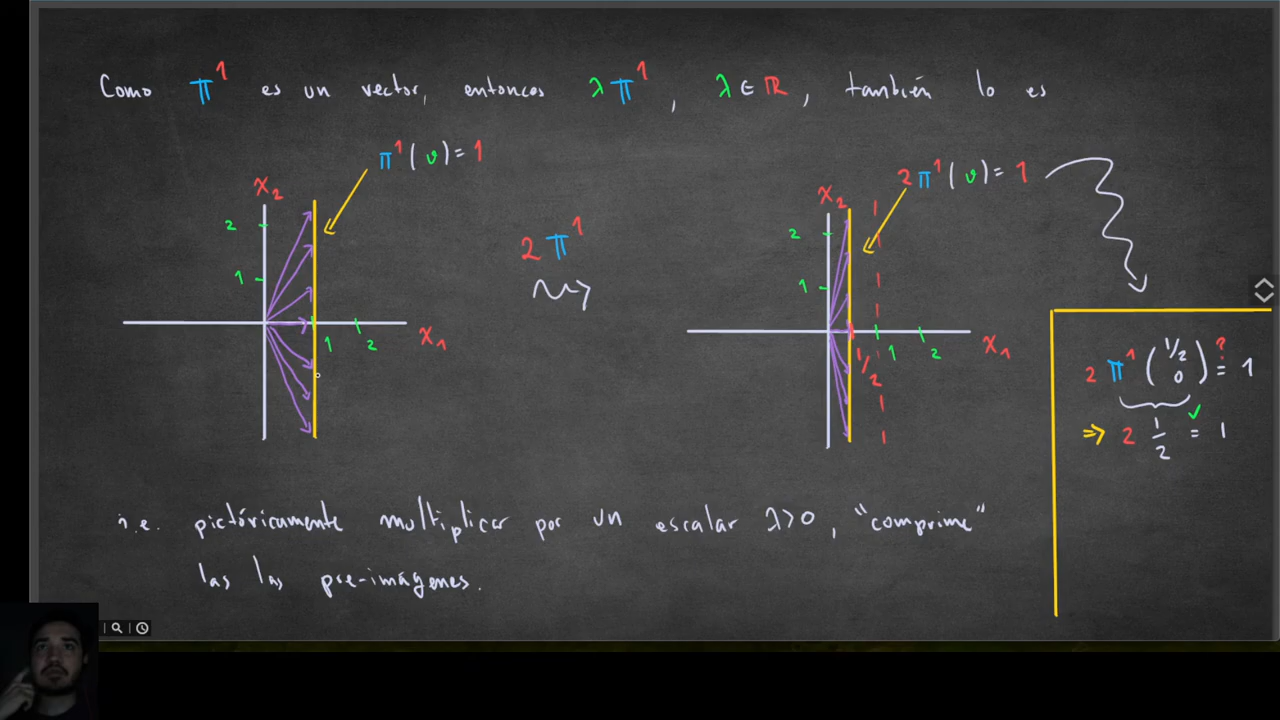 Como π¹ es un vector, entonces λπ¹, λ∈ℝ, también lo es
π¹(v)=1
x₂
2
1
1
2
x₁
2π¹
2π¹(v)=1
x₂
2
1
1/2
1
2
x₁
2π¹(1/2 0) ?= 1
⇒ 2 1/2 = 1 ✓
i.e. pictóricamente multiplicar por un escalar λ>0, "comprime"
las las pre-imágenes.